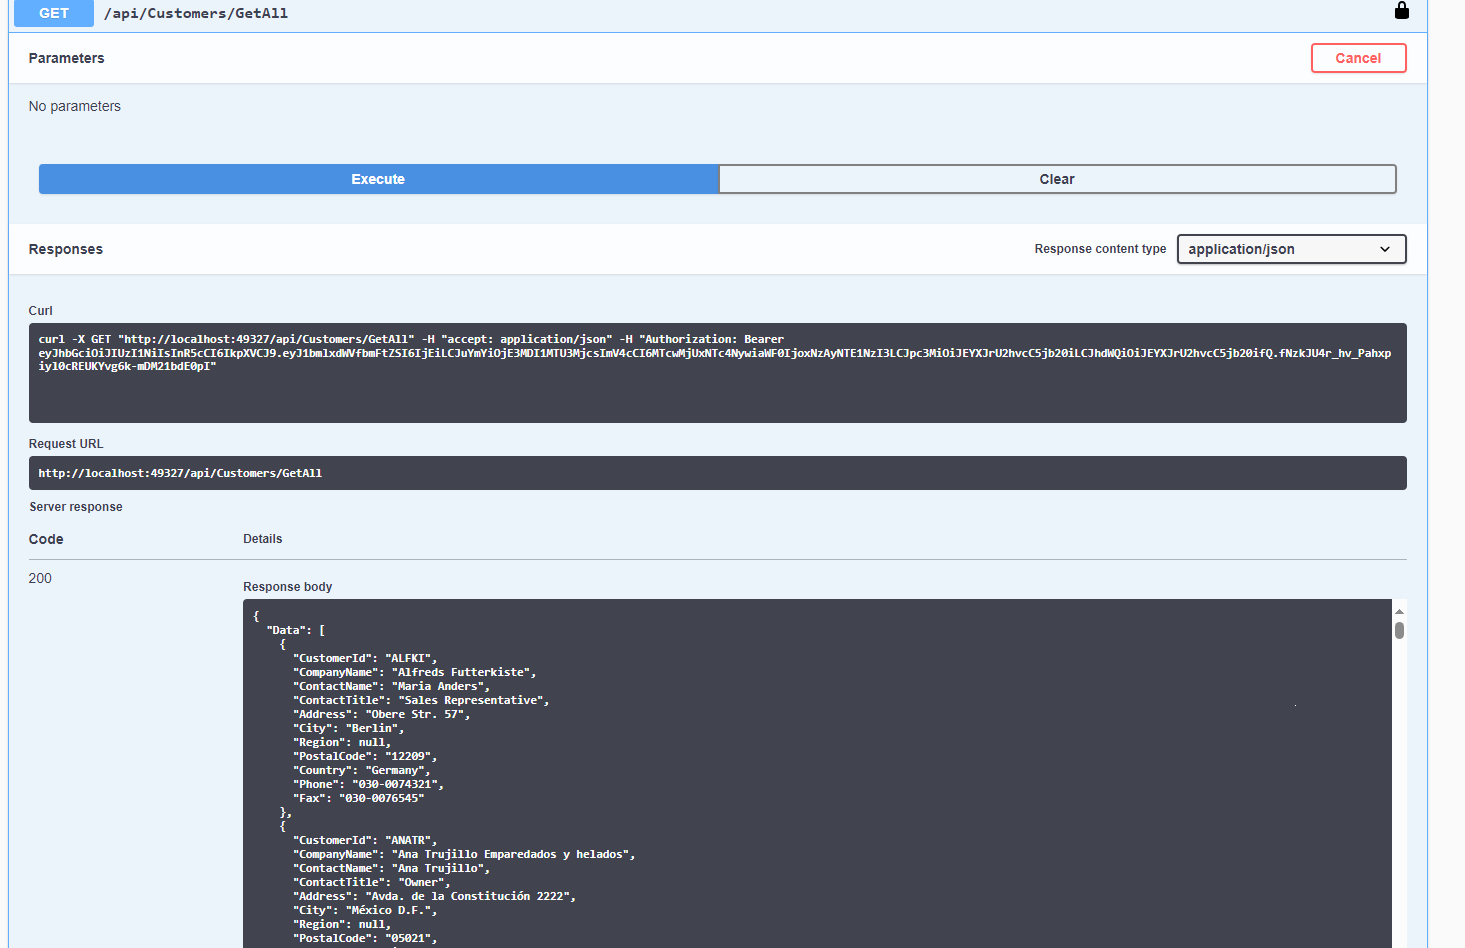 GET /api/Customers/GetAll
Parameters
Cancel
No parameters
Execute
Clear
Responses
Response content type
application/json
Curl
curl -X GET "http://localhost:49327/api/Customers/GetAll" -H "accept: application/json" -H "Authorization: Bearer
eyJhbGciOiJIUzI1NiIsInR5cCI6IkpXVCJ9.eyJ1bmlxdWVfbmFtZSI6IjEiLCJuYmYiOjE3MDI1MTU3MjcsImV4cCI6MTcwMjUxNTc4NywiaWF0IjoxNzAyNTE1NzI3LCJpc3MiOiJEYXJrU2hvcC5jb20iLCJhdWQiOiJEYXJrU2hvcC5jb20ifQ.fNzkJU4r_hv_Pahxp
iyl0cREUKYvg6k-mDM21bdE0pI"
Request URL
http://localhost:49327/api/Customers/GetAll
Server response
Code
Details
200
Response body
{
"Data": [
{
"CustomerId": "ALFKI",
"CompanyName": "Alfreds Futterkiste",
"ContactName": "Maria Anders",
"ContactTitle": "Sales Representative",
"Address": "Obere Str. 57",
"City": "Berlin",
"Region": null,
"PostalCode": "12209",
"Country": "Germany",
"Phone": "030-0074321",
"Fax": "030-0076545"
},
{
"CustomerId": "ANATR",
"CompanyName": "Ana Trujillo Emparedados y helados",
"ContactName": "Ana Trujillo",
"ContactTitle": "Owner",
"Address": "Avda. de la Constitución 2222",
"City": "México D.F.",
"Region": null,
"PostalCode": "05021",